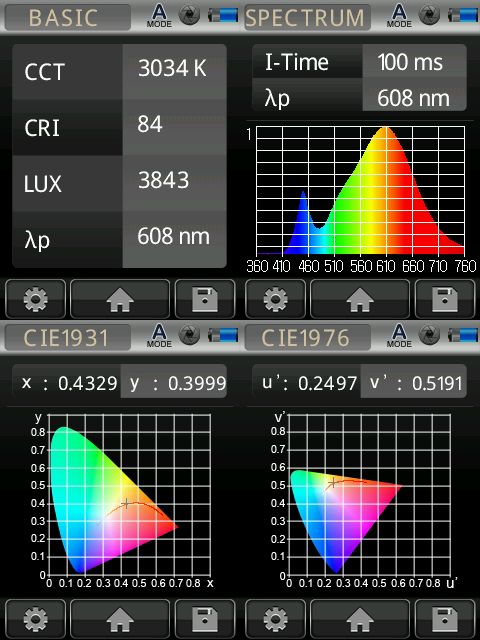 BASIC
A
MODE
CCT 3034 K
CRI 84
LUX 3843
λp 608 nm
SPECTRUM
A
MODE
I-Time 100 ms
λp 608 nm
1
360 410 460 510 560 610 660 710 760
CIE1931
A
MODE
x : 0.4329 y : 0.3999
y
0.8
0.7
0.6
0.5
0.4
0.3
0.2
0.1
0
0 0.1 0.2 0.3 0.4 0.5 0.6 0.7 0.8 x
CIE1976
A
MODE
u' : 0.2497 v' : 0.5191
v'
0.8
0.7
0.6
0.5
0.4
0.3
0.2
0.1
0
0 0.1 0.2 0.3 0.4 0.5 0.6 0.7 0.8 u'